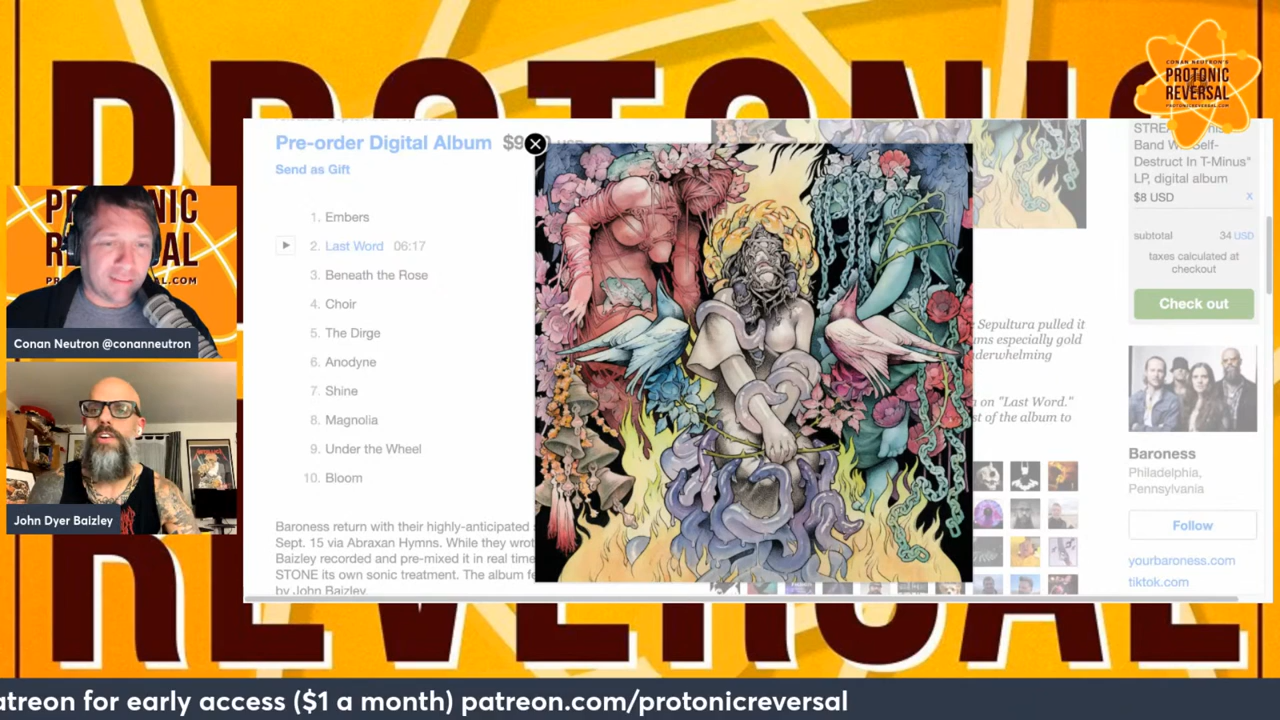 PROTONIC
REVERSAL
CONAN NEUTRON'S
PROTONIC
REVERSAL
PROTONICREVERSAL.COM
Conan Neutron @conanneutron
John Dyer Baizley
Pre-order Digital Album $9
USD
Send as Gift
1. Embers
2. Last Word 06:17
3. Beneath the Rose
4. Choir
5. The Dirge
6. Anodyne
7. Shine
8. Magnolia
9. Under the Wheel
10. Bloom
Baroness return with their highly-anticipated
Sept. 15 via Abraxan Hymns. While they wrot
Baizley recorded and pre-mixed it in real time
STONE its own sonic treatment. The album fe
by John Baizley.
Sepultura pulled it
ms especially gold
derwhelming
on "Last Word."
st of the album to
Band
Destruct In T-Minus"
LP, digital album
$8 USD X
subtotal 34 USD
taxes calculated at
checkout
Check out
Baroness
Philadelphia,
Pennsylvania
Follow
yourbaroness.com
tiktok.com
atreon for early access ($1 a month) patreon.com/protonicreversal